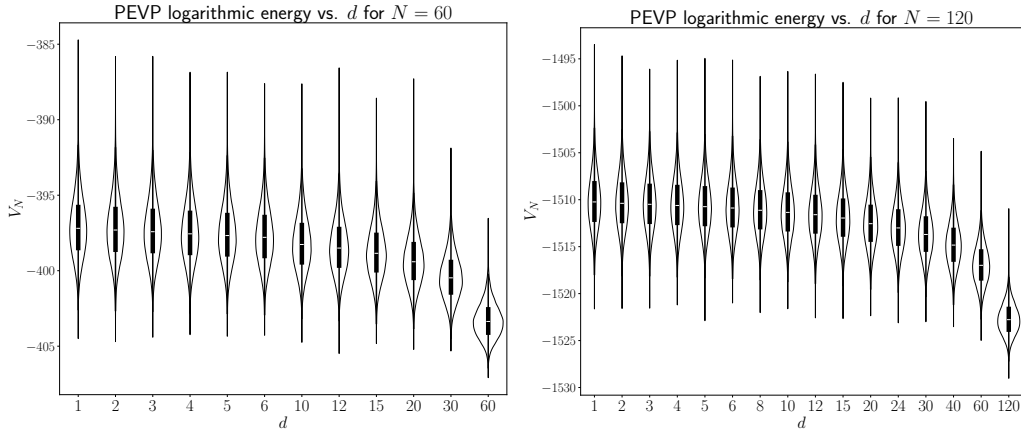 PEVP logarithmic energy vs. d for N = 60
−385
−390
−395
−400
−405
V_N
1 2 3 4 5 6 10 12 15 20 30 60
d
PEVP logarithmic energy vs. d for N = 120
−1495
−1500
−1505
−1510
−1515
−1520
−1525
−1530
V_N
1 2 3 4 5 6 8 10 12 15 20 24 30 40 60 120
d